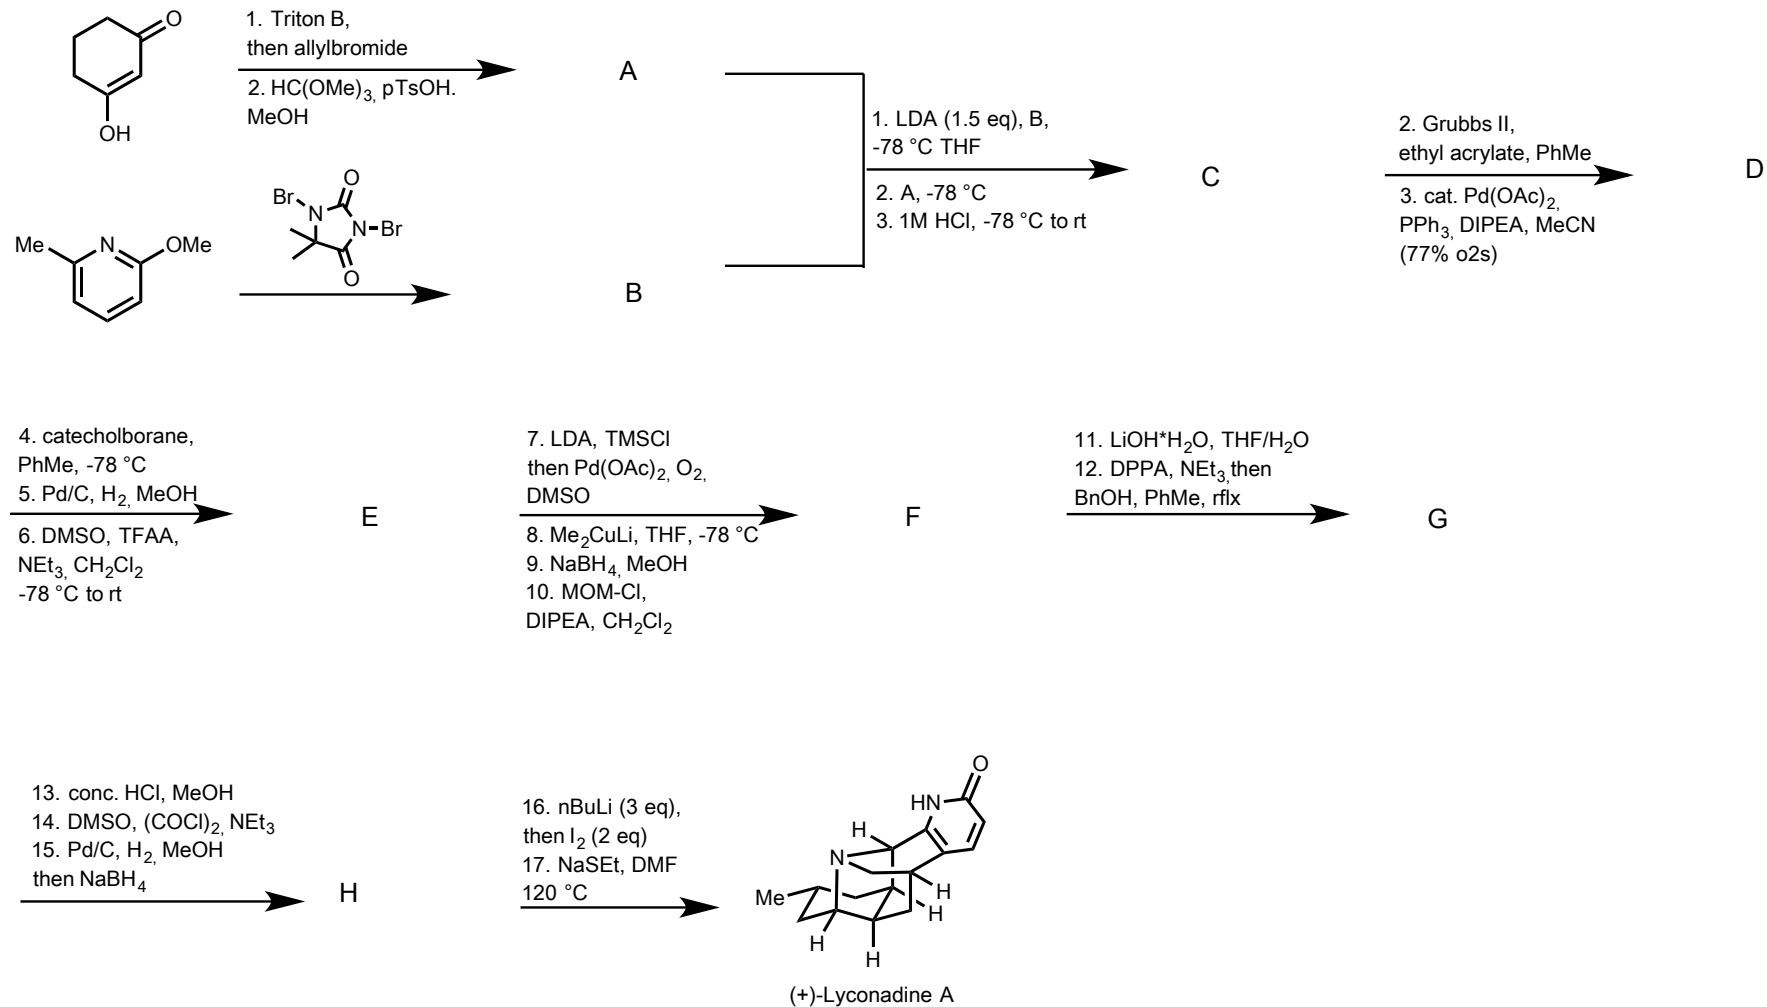 O
OH
1. Triton B,
then allylbromide
2. HC(OMe)3, pTsOH.
MeOH
A
Me
N
OMe
Br
N
O
N
Br
O
B
1. LDA (1.5 eq), B,
-78 °C THF
2. A, -78 °C
3. 1M HCl, -78 °C to rt
C
2. Grubbs II,
ethyl acrylate, PhMe
3. cat. Pd(OAc)2,
PPh3, DIPEA, MeCN
(77% o2s)
D
4. catecholborane,
PhMe, -78 °C
5. Pd/C, H2, MeOH
6. DMSO, TFAA,
NEt3, CH2Cl2
-78 °C to rt
E
7. LDA, TMSCl
then Pd(OAc)2, O2,
DMSO
8. Me2CuLi, THF, -78 °C
9. NaBH4, MeOH
10. MOM-Cl,
DIPEA, CH2Cl2
F
11. LiOH*H2O, THF/H2O
12. DPPA, NEt3, then
BnOH, PhMe, rflx
G
13. conc. HCl, MeOH
14. DMSO, (COCl)2, NEt3
15. Pd/C, H2, MeOH
then NaBH4
H
16. nBuLi (3 eq),
then I2 (2 eq)
17. NaSEt, DMF
120 °C
O
HN
H
N
H
Me
H
H
H
(+)-Lyconadine A